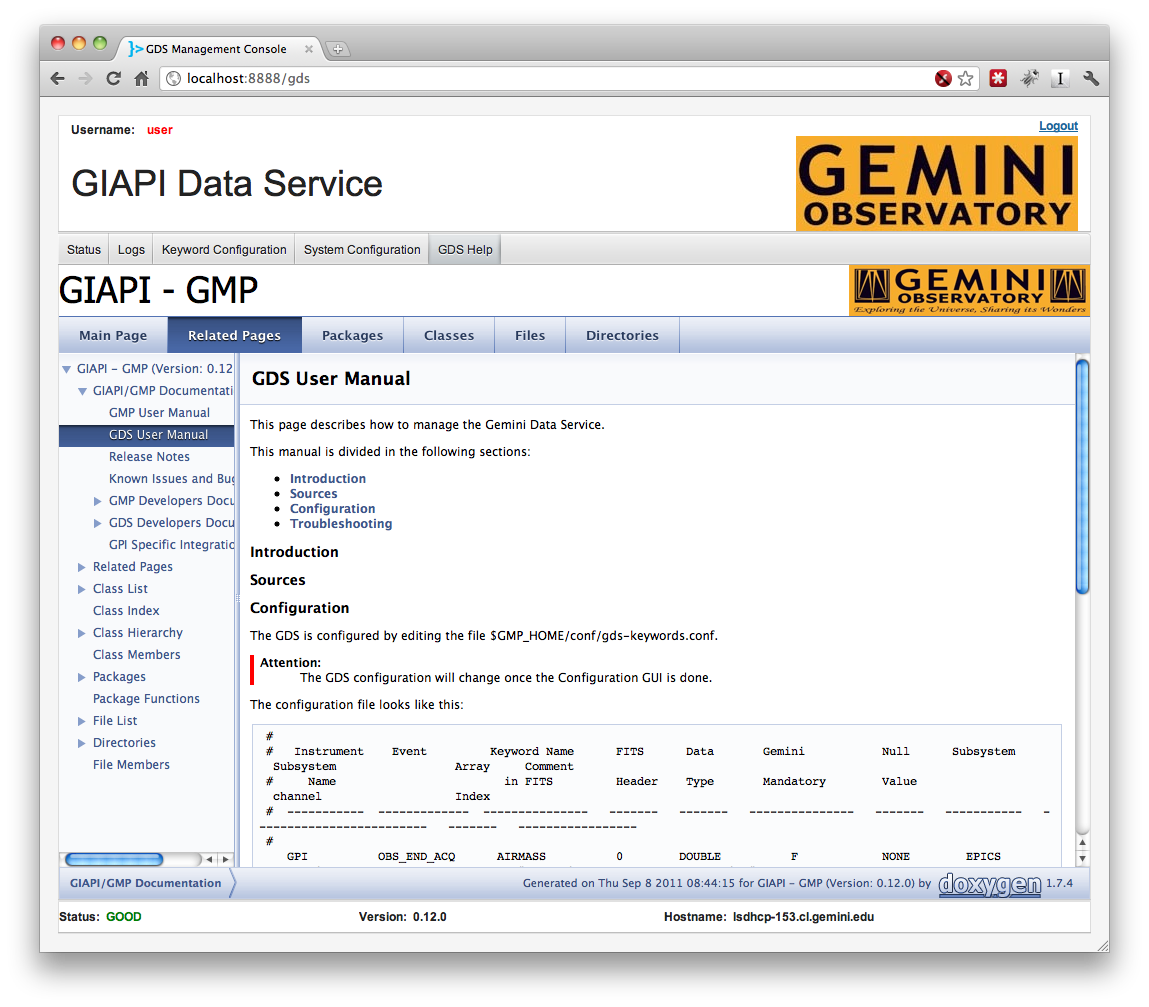 GDS Management Console
localhost:8888/gds
Username: user
Logout
GIAPI Data Service
GEMINI
OBSERVATORY
Status Logs Keyword Configuration System Configuration GDS Help
GIAPI - GMP
GEMINI
OBSERVATORY
Exploring the Universe, Sharing its Wonders
Main Page Related Pages Packages Classes Files Directories
GIAPI - GMP (Version: 0.12
GIAPI/GMP Documentati
GMP User Manual
GDS User Manual
Release Notes
Known Issues and Bug
GMP Developers Docu
GDS Developers Docu
GPI Specific Integratio
Related Pages
Class List
Class Index
Class Hierarchy
Class Members
Packages
Package Functions
File List
Directories
File Members
GDS User Manual
This page describes how to manage the Gemini Data Service.
This manual is divided in the following sections:
Introduction
Sources
Configuration
Troubleshooting
Introduction
Sources
Configuration
The GDS is configured by editing the file $GMP_HOME/conf/gds-keywords.conf.
Attention:
The GDS configuration will change once the Configuration GUI is done.
The configuration file looks like this:
#
# Instrument Event Keyword Name FITS Data Gemini Null Subsystem
Subsystem Array Comment
# Name in FITS Header Type Mandatory Value
channel Index
# ----------- ------------- --------------- ------- ------- --------------- ------- ----------- -
------------------------ ------- -----------------
#
GPI OBS_END_ACQ AIRMASS 0 DOUBLE F NONE EPICS
GIAPI/GMP Documentation
Generated on Thu Sep 8 2011 08:44:15 for GIAPI - GMP (Version: 0.12.0) by doxygen 1.7.4
Status: GOOD Version: 0.12.0 Hostname: lsdhcp-153.cl.gemini.edu